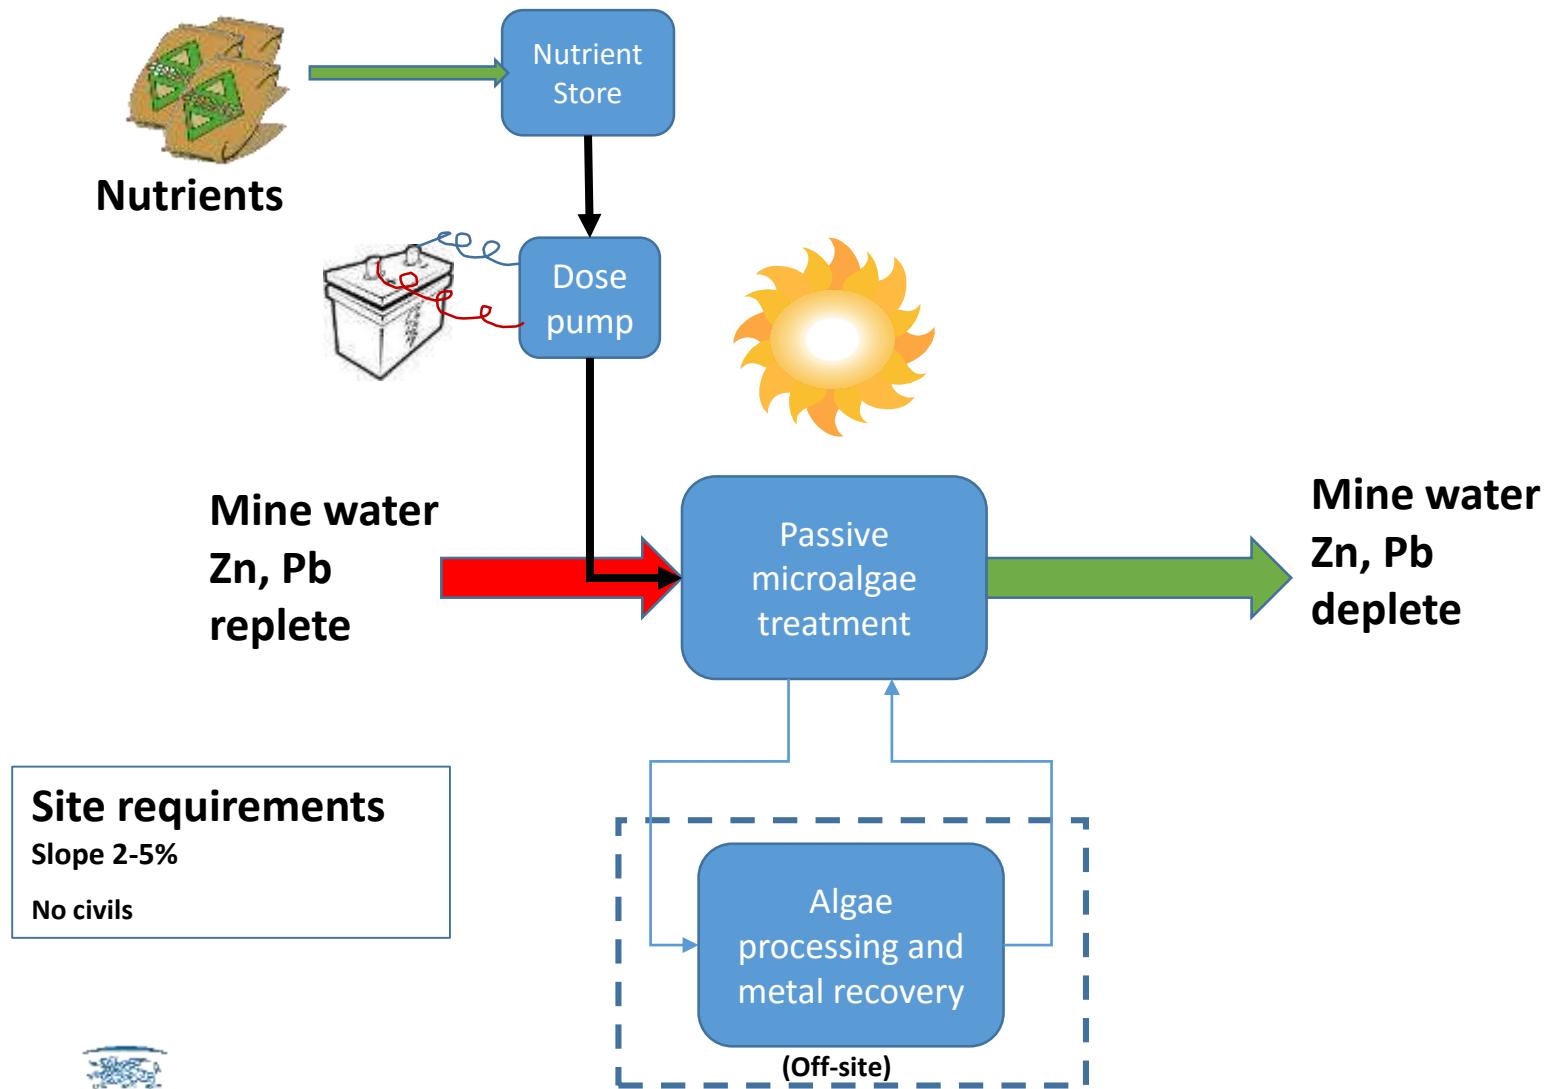 Nutrient
Store
Nutrients
Dose
pump
Mine water
Zn, Pb
replete
Passive
microalgae
treatment
Mine water
Zn, Pb
deplete
Site requirements
Slope 2-5%
No civils
Algae
processing and
metal recovery
(Off-site)